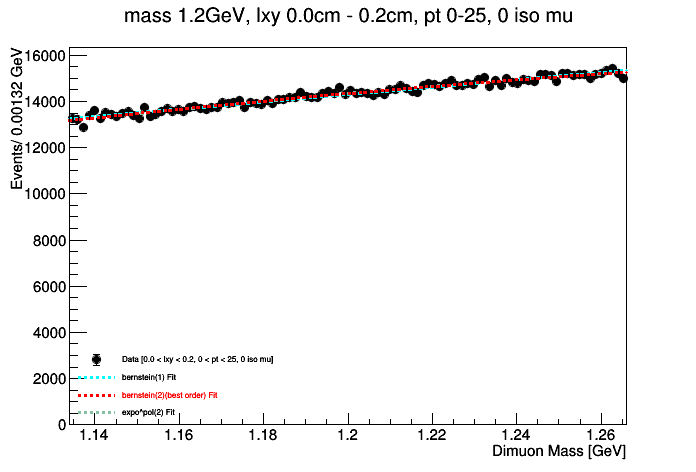 mass 1.2GeV, lxy 0.0cm - 0.2cm, pt 0-25, 0 iso mu
Events/ 0.00132 GeV
16000
14000
12000
10000
8000
6000
4000
2000
0
Data [0.0 < lxy < 0.2, 0 < pt < 25, 0 iso mu]
bernstein(1) Fit
bernstein(2)(best order) Fit
expo^pol(2) Fit
1.14 1.16 1.18 1.2 1.22 1.24 1.26
Dimuon Mass [GeV]